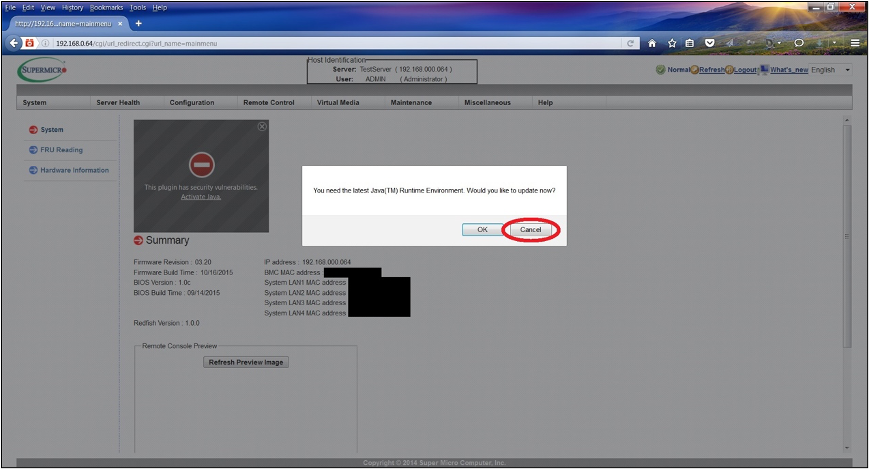 File Edit View History Bookmarks Tools Help
http://192.16...name=mainmenu
192.168.0.64/cgi/url_redirect.cgi?url_name=mainmenu
SUPERMICRO
Host Identification
Server: TestServer ( 192.168.000.064 )
User: ADMIN ( Administrator )
Normal Refresh Logout What's_new English
System Server Health Configuration Remote Control Virtual Media Maintenance Miscellaneous Help
System
FRU Reading
Hardware Information
This plugin has security vulnerabilities.
Activate Java.
You need the latest Java(TM) Runtime Environment. Would you like to update now?
OK Cancel
Summary
Firmware Revision : 03.20 IP address : 192.168.000.064
Firmware Build Time : 10/16/2015 BMC MAC address :
BIOS Version : 1.0c System LAN1 MAC address
BIOS Build Time : 09/14/2015 System LAN2 MAC address
System LAN3 MAC address
System LAN4 MAC address
Redfish Version : 1.0.0
Remote Console Preview
Refresh Preview Image
Copyright © 2014 Super Micro Computer, Inc.